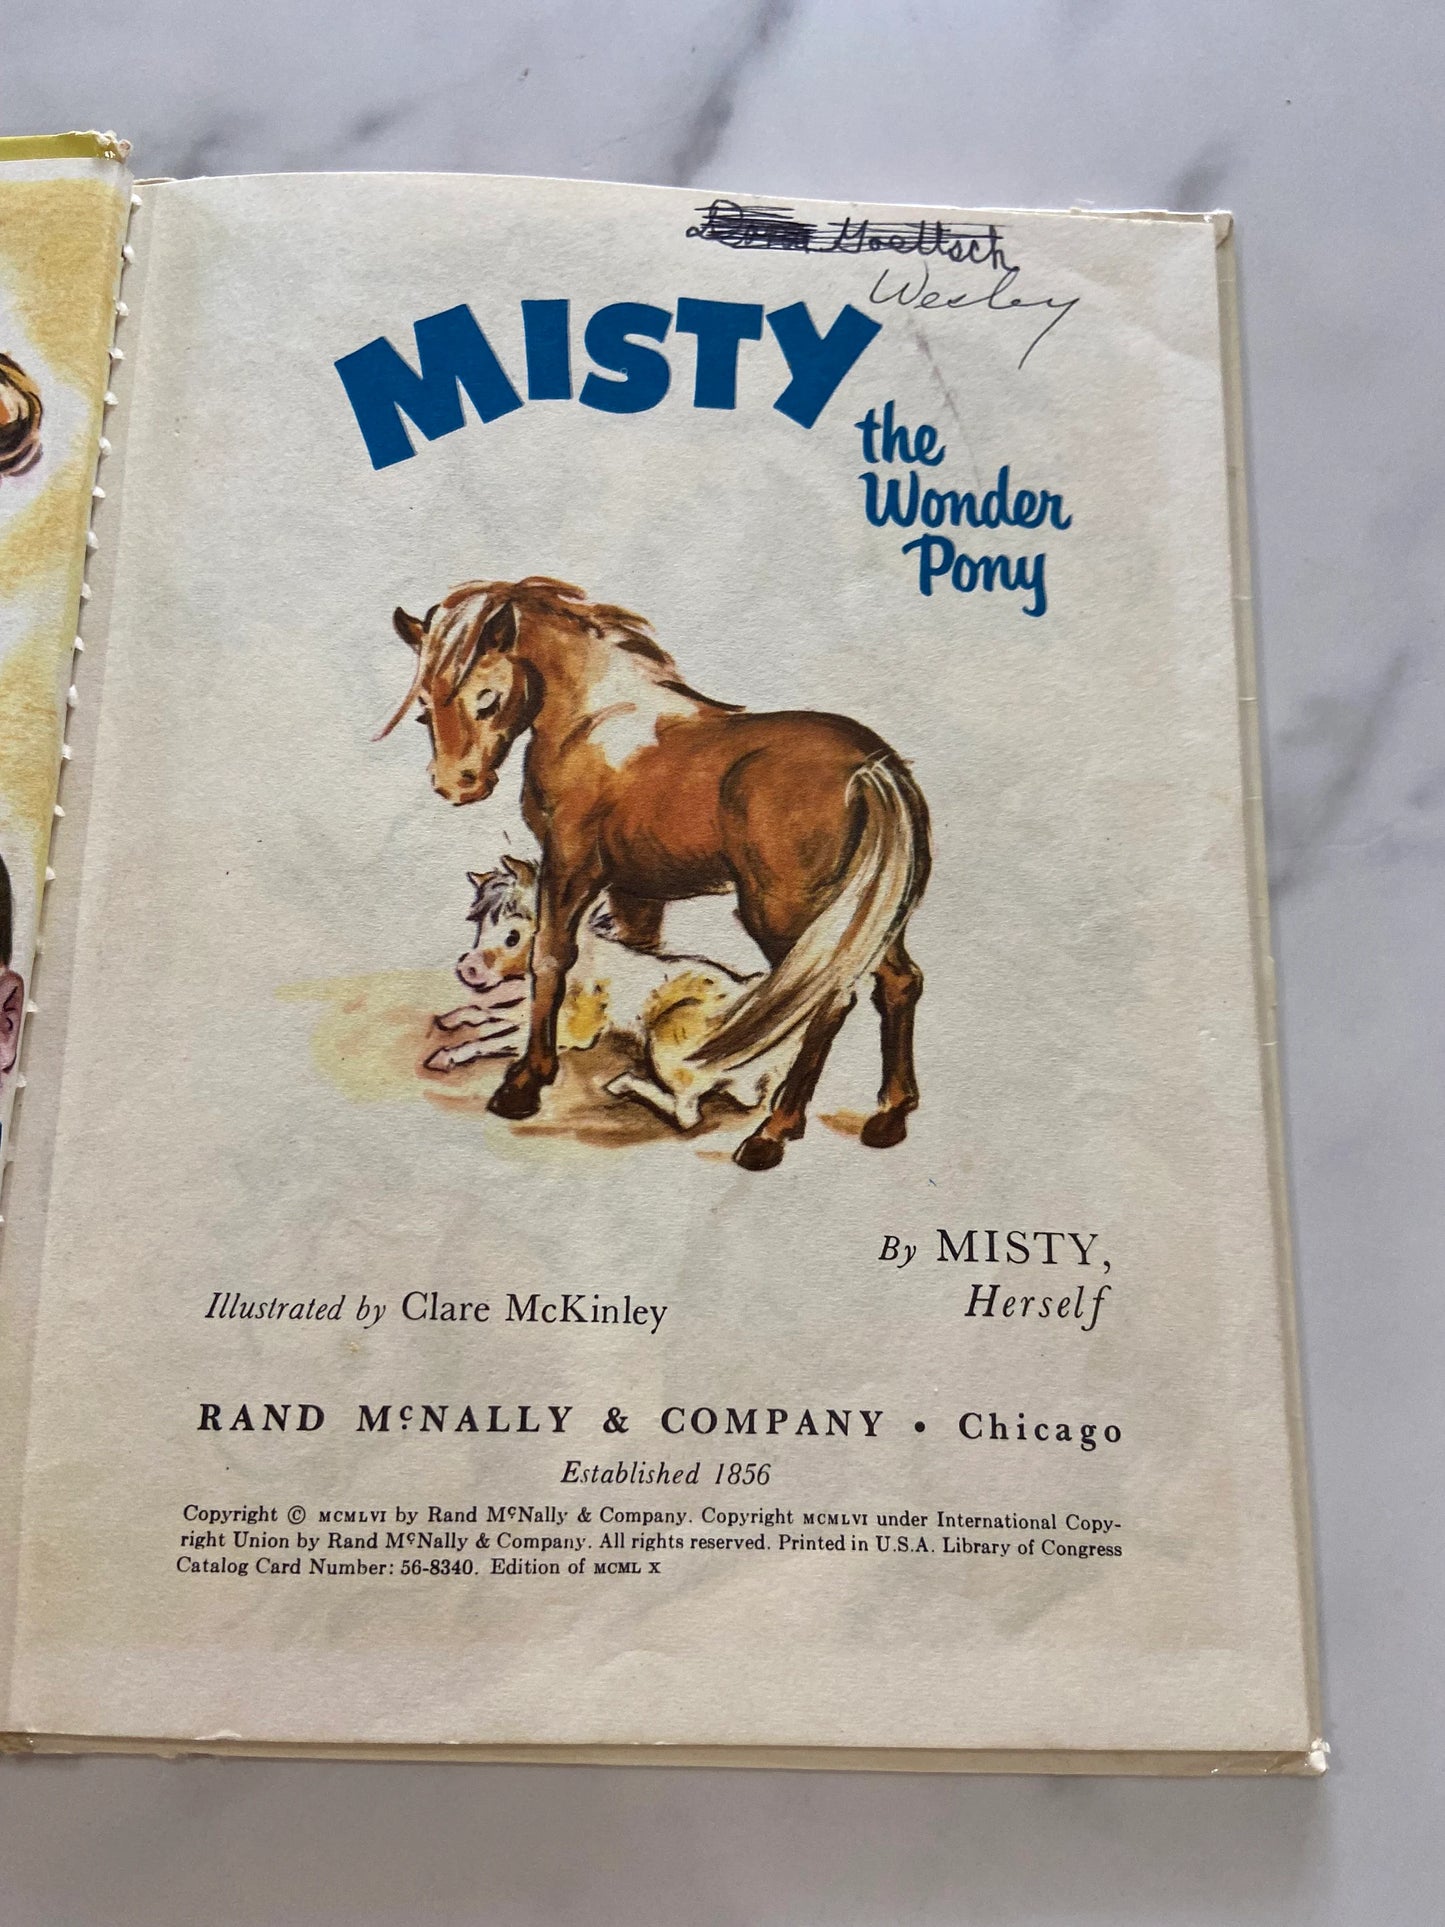 Goettsch
Wesley
MISTY
the
Wonder
Pony
By MISTY,
Herself
Illustrated by Clare McKinley
RAND McNALLY & COMPANY • Chicago
Established 1856
Copyright © MCMLVI by Rand McNally & Company. Copyright MCMLVI under International Copy-
right Union by Rand McNally & Company. All rights reserved. Printed in U.S.A. Library of Congress
Catalog Card Number: 56-8340. Edition of MCML X